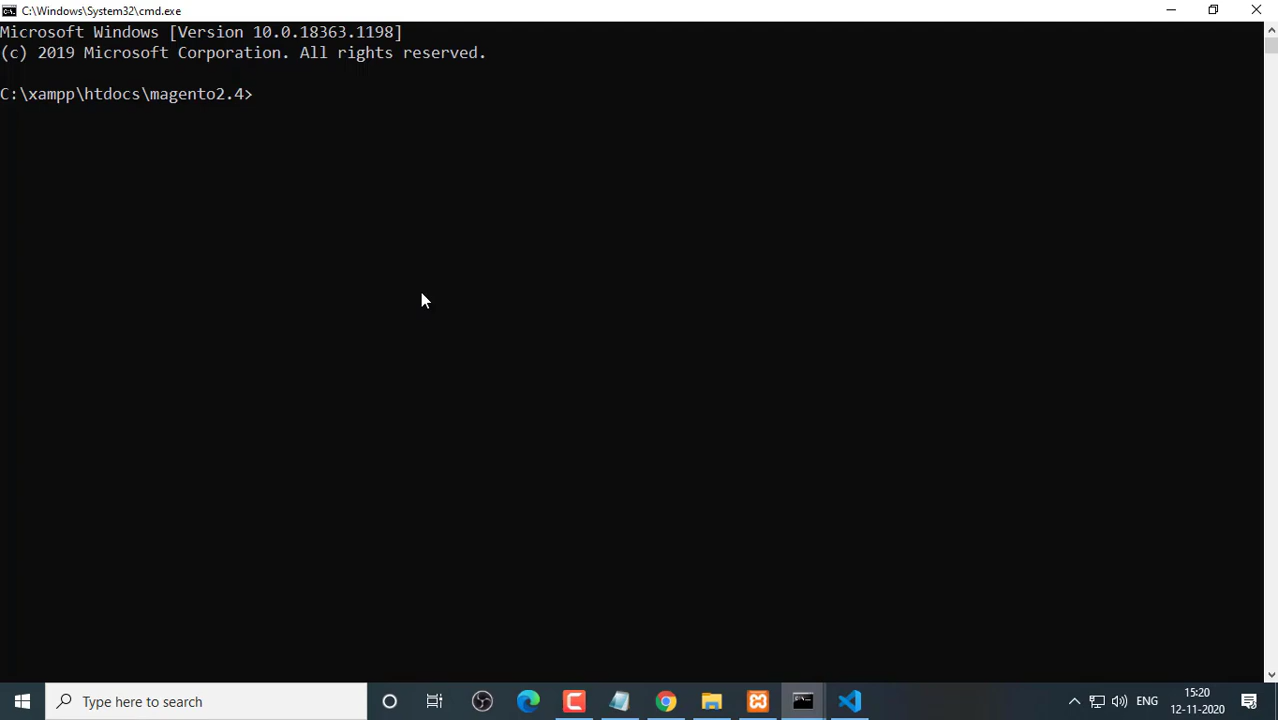 C:\Windows\System32\cmd.exe
Microsoft Windows [Version 10.0.18363.1198]
(c) 2019 Microsoft Corporation. All rights reserved.
C:\xampp\htdocs\magento2.4>
Type here to search
ENG
15:20
12-11-2020